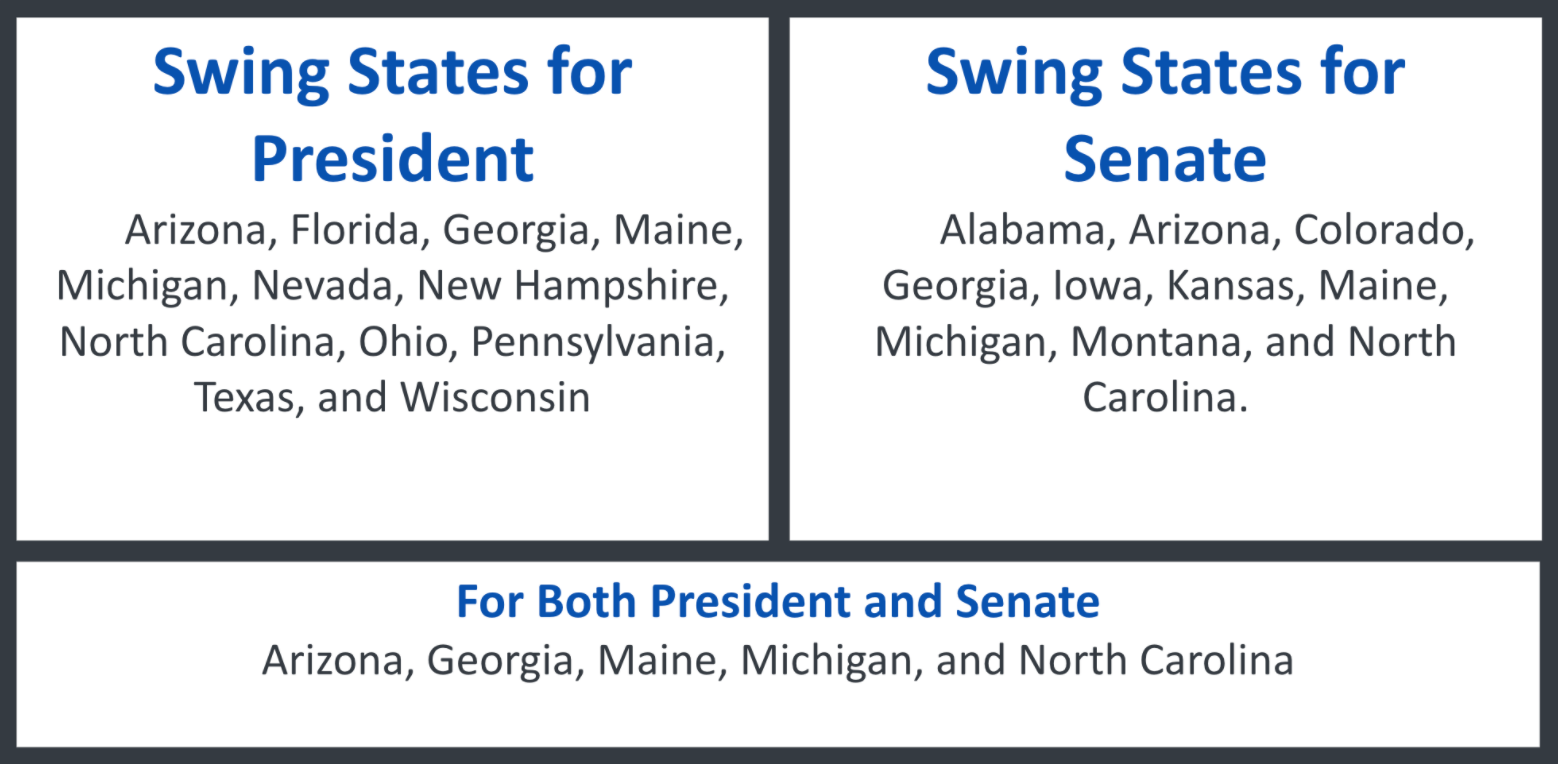 Swing States for
President
Arizona, Florida, Georgia, Maine,
Michigan, Nevada, New Hampshire,
North Carolina, Ohio, Pennsylvania,
Texas, and Wisconsin
Swing States for
Senate
Alabama, Arizona, Colorado,
Georgia, Iowa, Kansas, Maine,
Michigan, Montana, and North
Carolina.
For Both President and Senate
Arizona, Georgia, Maine, Michigan, and North Carolina